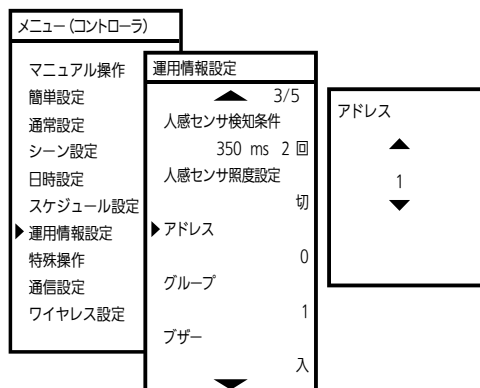 メニュー（コントローラ）
マニュアル操作
簡単設定
通常設定
シーン設定
日時設定
スケジュール設定
運用情報設定
特殊操作
通信設定
ワイヤレス設定
運用情報設定
3/5
人感センサ検知条件
350 ms 2 回
人感センサ照度設定
切
アドレス
0
グループ
1
ブザー
入
アドレス
1